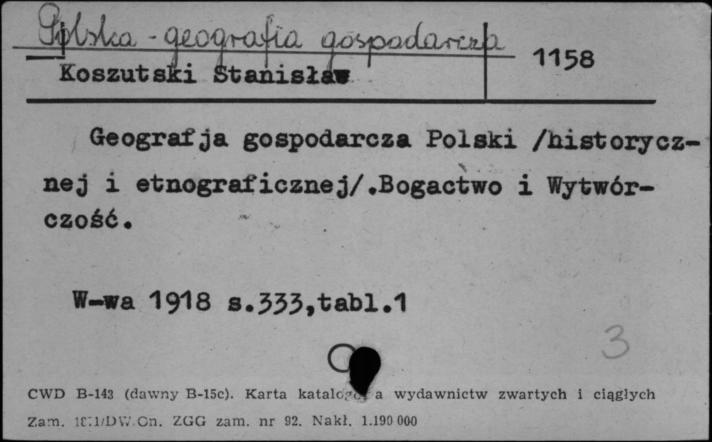 Polska - geografia gospodarcza
Koszutski Stanisław
1158
Geografja gospodarcza Polski /historycz-
nej i etnograficznej/.Bogactwo i Wytwór-
czość.
W-wa 1918 s.333,tabl.1
3
CWD B-143 (dawny B-15c). Karta katalogowa wydawnictw zwartych i ciągłych
Zam. Gn. ZGG zam. nr 92. Nakł. 1.190 000